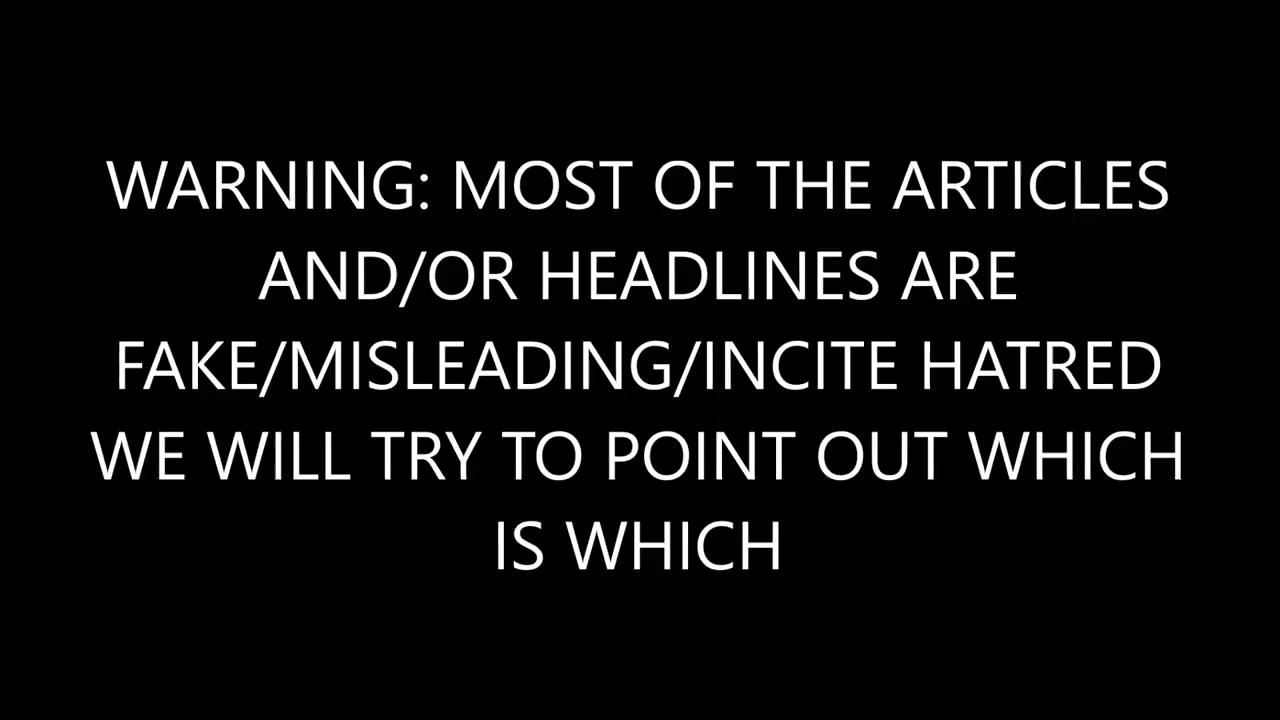 WARNING: MOST OF THE ARTICLES
AND/OR HEADLINES ARE
FAKE/MISLEADING/INCITE HATRED
WE WILL TRY TO POINT OUT WHICH
IS WHICH